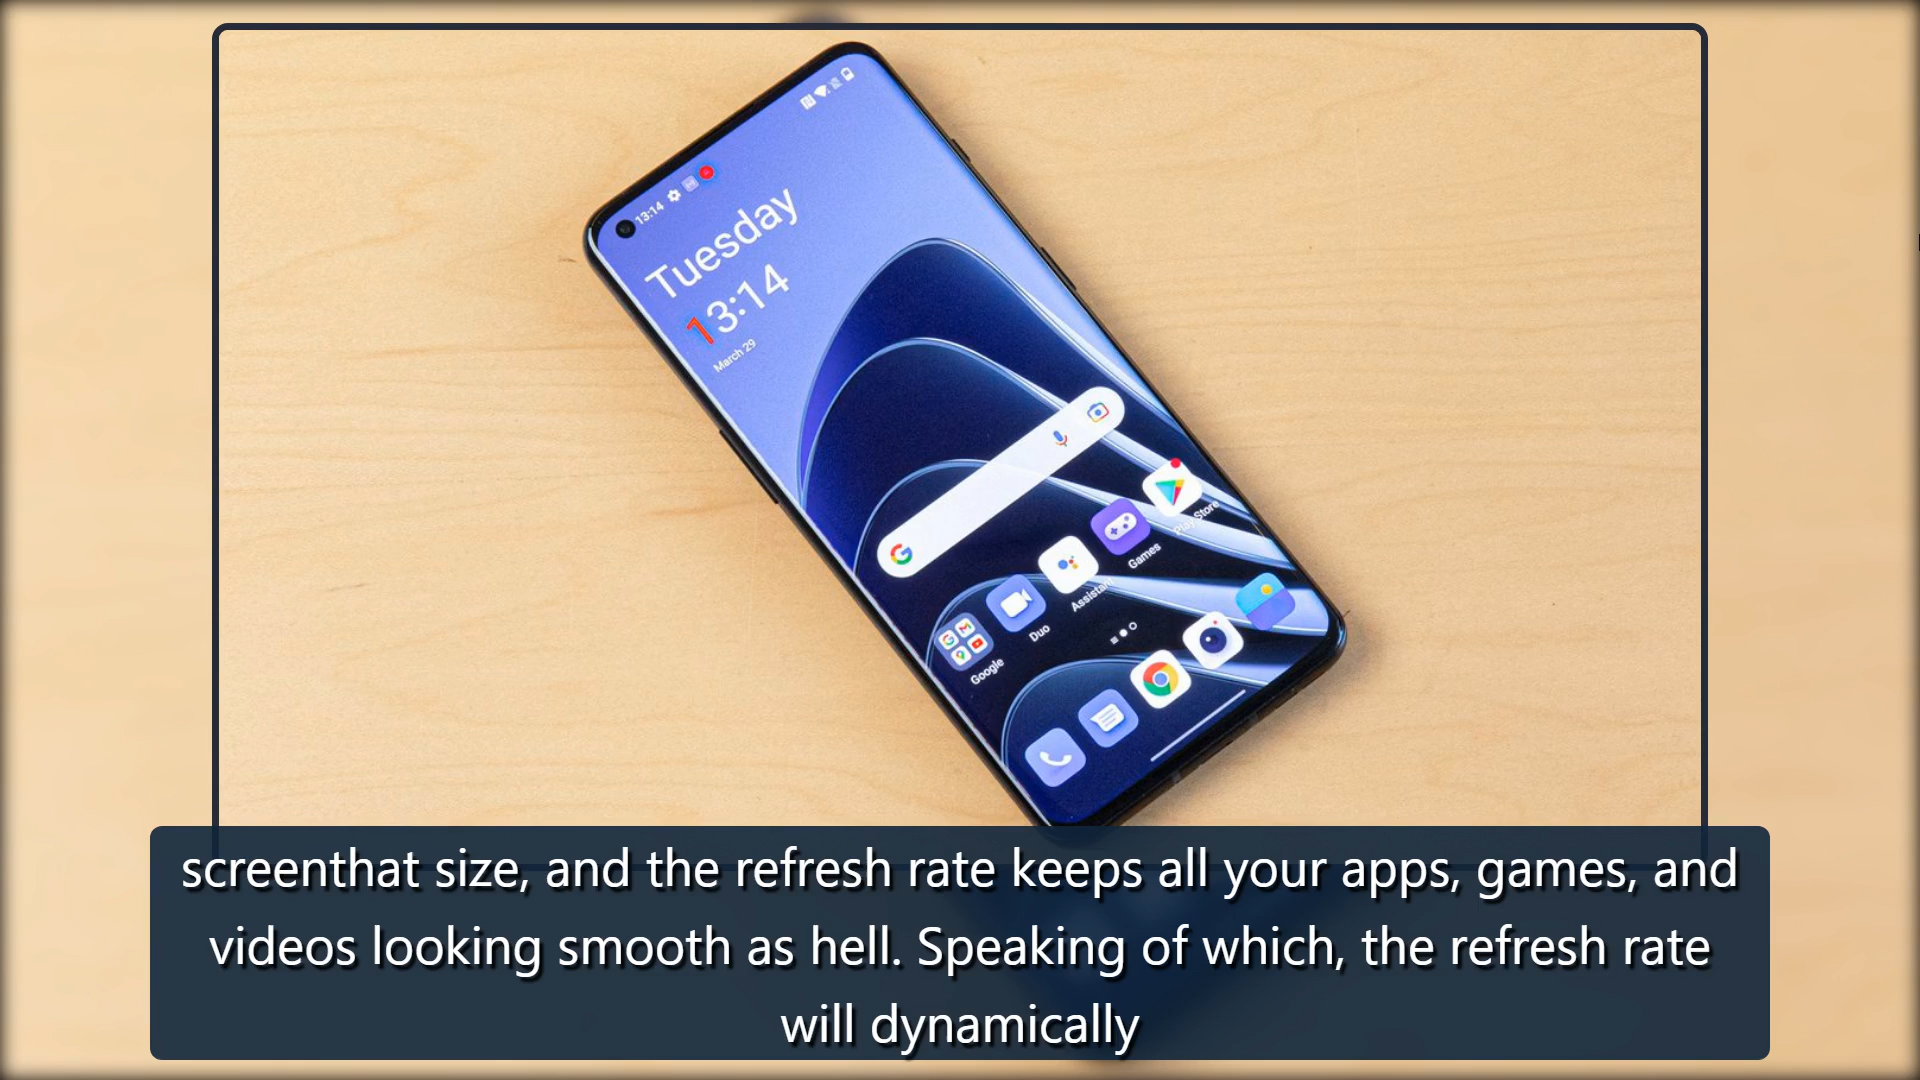 13:14
Tuesday
13:14
March 29
Play Store
Games
Assistant
Duo
Google
screenthat size, and the refresh rate keeps all your apps, games, and
videos looking smooth as hell. Speaking of which, the refresh rate
will dynamically